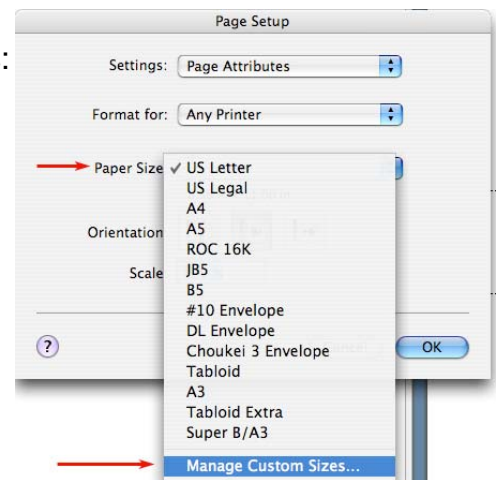 Page Setup
:
Settings: Page Attributes
Format for: Any Printer
Paper Size ✓ US Letter
US Legal
A4
A5
Orientation
ROC 16K
Scale
JB5
B5
#10 Envelope
DL Envelope
? Choukei 3 Envelope OK
Tabloid
A3
Tabloid Extra
Super B/A3
Manage Custom Sizes...